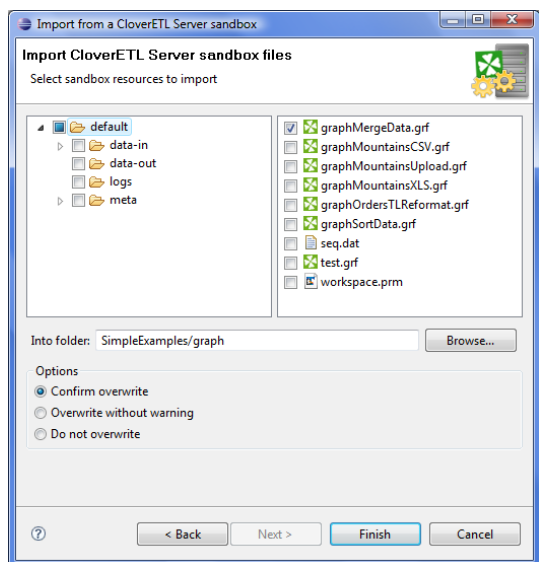 Import from a CloverETL Server sandbox
Import CloverETL Server sandbox files
Select sandbox resources to import
default
data-in
data-out
logs
meta
graphMergeData.grf
graphMountainsCSV.grf
graphMountainsUpload.grf
graphMountainsXLS.grf
graphOrdersTLReformat.grf
graphSortData.grf
seq.dat
test.grf
workspace.prm
Into folder: SimpleExamples/graph Browse...
Options
Confirm overwrite
Overwrite without warning
Do not overwrite
? < Back Next > Finish Cancel